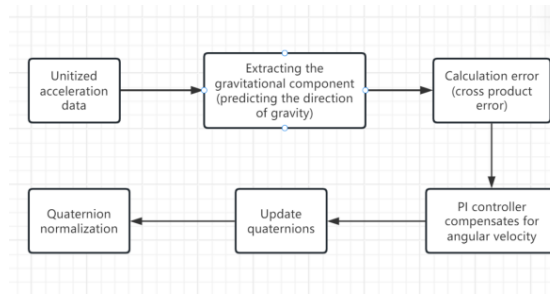 Unitized
acceleration
data
Extracting the
gravitational component
(predicting the direction
of gravity)
Calculation error
(cross product
error)
PI controller
compensates for
angular velocity
Update
quaternions
Quaternion
normalization